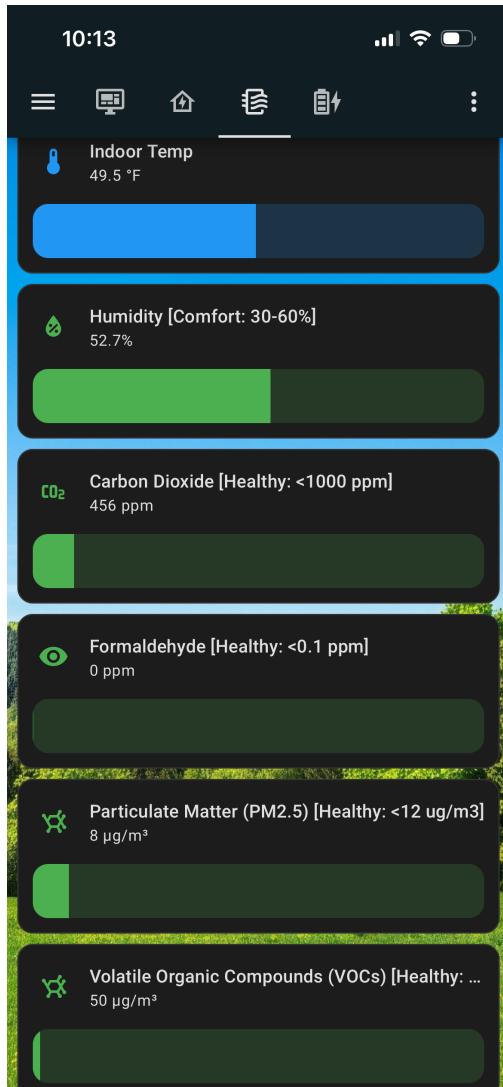 10:13
Indoor Temp
49.5 °F
Humidity [Comfort: 30-60%]
52.7%
CO₂
Carbon Dioxide [Healthy: <1000 ppm]
456 ppm
Formaldehyde [Healthy: <0.1 ppm]
0 ppm
Particulate Matter (PM2.5) [Healthy: <12 ug/m3]
8 µg/m³
Volatile Organic Compounds (VOCs) [Healthy: ...
50 µg/m³